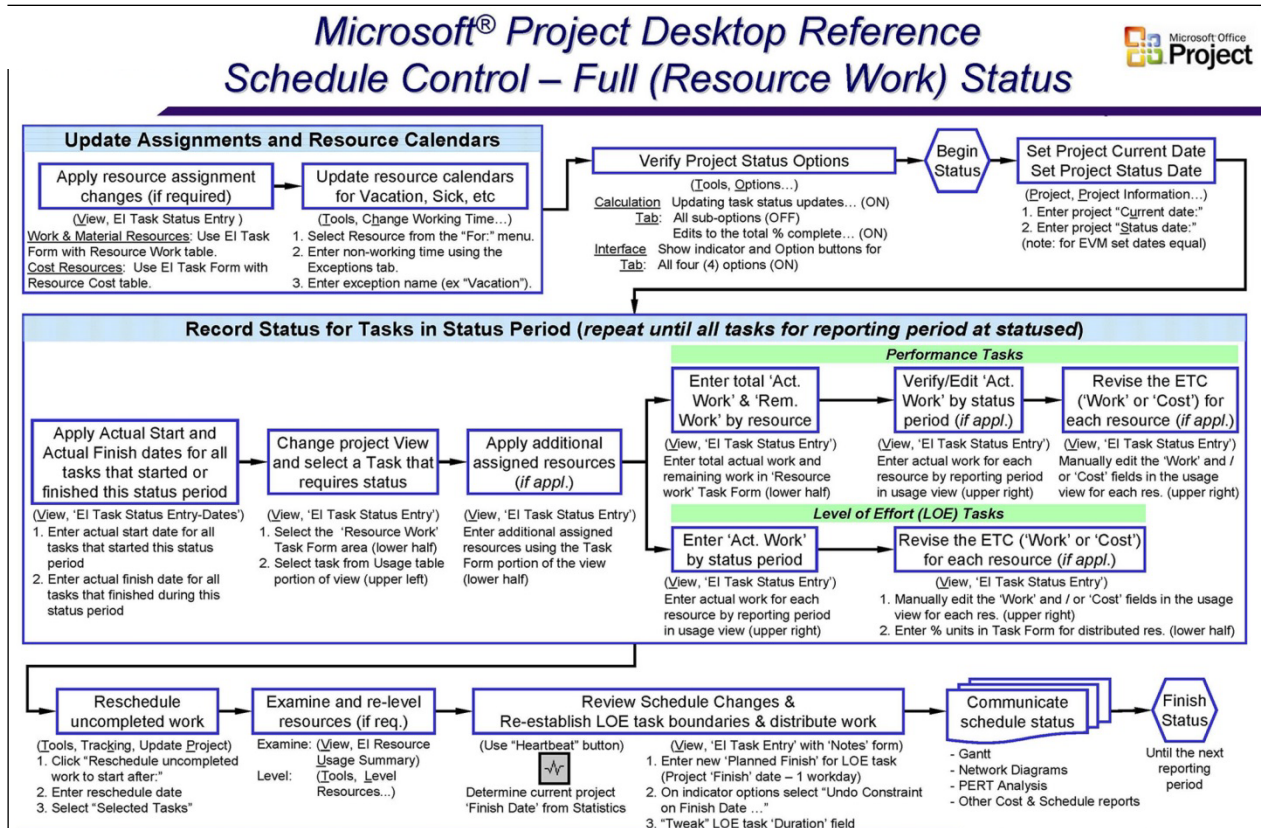 Microsoft® Project Desktop Reference
Schedule Control – Full (Resource Work) Status
Microsoft Office
Project
Update Assignments and Resource Calendars
Apply resource assignment
changes (if required)
(View, EI Task Status Entry )
Work & Material Resources: Use EI Task
Form with Resource Work table.
Cost Resources: Use EI Task Form with
Resource Cost table.
Update resource calendars
for Vacation, Sick, etc
(Tools, Change Working Time…)
1. Select Resource from the "For:" menu.
2. Enter non-working time using the
Exceptions tab.
3. Enter exception name (ex "Vacation").
Verify Project Status Options
(Tools, Options…)
Calculation Updating task status updates… (ON)
Tab: All sub-options (OFF)
Edits to the total % complete… (ON)
Interface Show indicator and Option buttons for
Tab: All four (4) options (ON)
Begin
Status
Set Project Current Date
Set Project Status Date
(Project, Project Information…)
1. Enter project "Current date:"
2. Enter project "Status date:"
(note: for EVM set dates equal)
Record Status for Tasks in Status Period (repeat until all tasks for reporting period at statused)
Apply Actual Start and
Actual Finish dates for all
tasks that started or
finished this status period
(View, 'EI Task Status Entry-Dates')
1. Enter actual start date for all
tasks that started this status
period
2. Enter actual finish date for all
tasks that finished during this
status period
Change project View
and select a Task that
requires status
(View, 'EI Task Status Entry')
1. Select the 'Resource Work'
Task Form area (lower half)
2. Select task from Usage table
portion of view (upper left)
Apply additional
assigned resources
(if appl.)
(View, 'EI Task Status Entry')
Enter additional assigned
resources using the Task
Form portion of the view
(lower half)
Performance Tasks
Enter total 'Act.
Work' & 'Rem.
Work' by resource
(View, 'EI Task Status Entry')
Enter total actual work and
remaining work in 'Resource
work' Task Form (lower half)
Verify/Edit 'Act.
Work' by status
period (if appl.)
(View, 'EI Task Status Entry')
Enter actual work for each
resource by reporting period
in usage view (upper right)
Revise the ETC
('Work' or 'Cost') for
each resource (if appl.)
(View, 'EI Task Status Entry')
Manually edit the 'Work' and /
or 'Cost' fields in the usage
view for each res. (upper right)
Level of Effort (LOE) Tasks
Enter 'Act. Work'
by status period
(View, 'EI Task Status Entry')
Enter actual work for each
resource by reporting period
in usage view (upper right)
Revise the ETC ('Work' or 'Cost')
for each resource (if appl.)
(View, 'EI Task Status Entry')
1. Manually edit the 'Work' and / or 'Cost' fields in the usage
view for each res. (upper right)
2. Enter % units in Task Form for distributed res. (lower half)
Reschedule
uncompleted work
(Tools, Tracking, Update Project)
1. Click "Reschedule uncompleted
work to start after:"
2. Enter reschedule date
3. Select "Selected Tasks"
Examine and re-level
resources (if req.)
Examine: (View, EI Resource
Usage Summary)
Level: (Tools, Level
Resources...)
Review Schedule Changes &
Re-establish LOE task boundaries & distribute work
(Use "Heartbeat" button)
Determine current project
'Finish Date' from Statistics
(View, 'EI Task Entry' with 'Notes' form)
1. Enter new 'Planned Finish' for LOE task
(Project 'Finish' date – 1 workday)
2. On indicator options select "Undo Constraint
on Finish Date …"
3. "Tweak" LOE task 'Duration' field
Communicate
schedule status
- Gantt
- Network Diagrams
- PERT Analysis
- Other Cost & Schedule reports
Finish
Status
Until the next
reporting
period